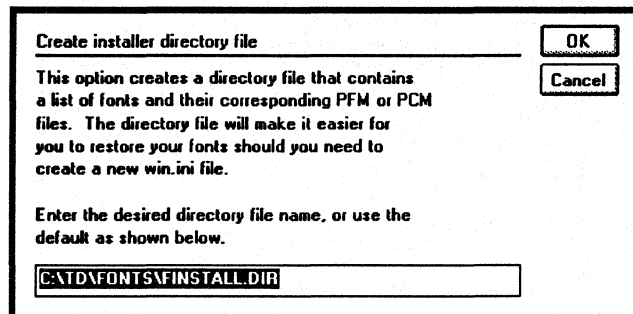 Create installer directory file
OK
Cancel
This option creates a directory file that contains
a list of fonts and their corresponding PFM or PCM
files. The directory file will make it easier for
you to restore your fonts should you need to
create a new win.ini file.
Enter the desired directory file name, or use the
default as shown below.
C:\TD\FONTS\FINSTALL.DIR